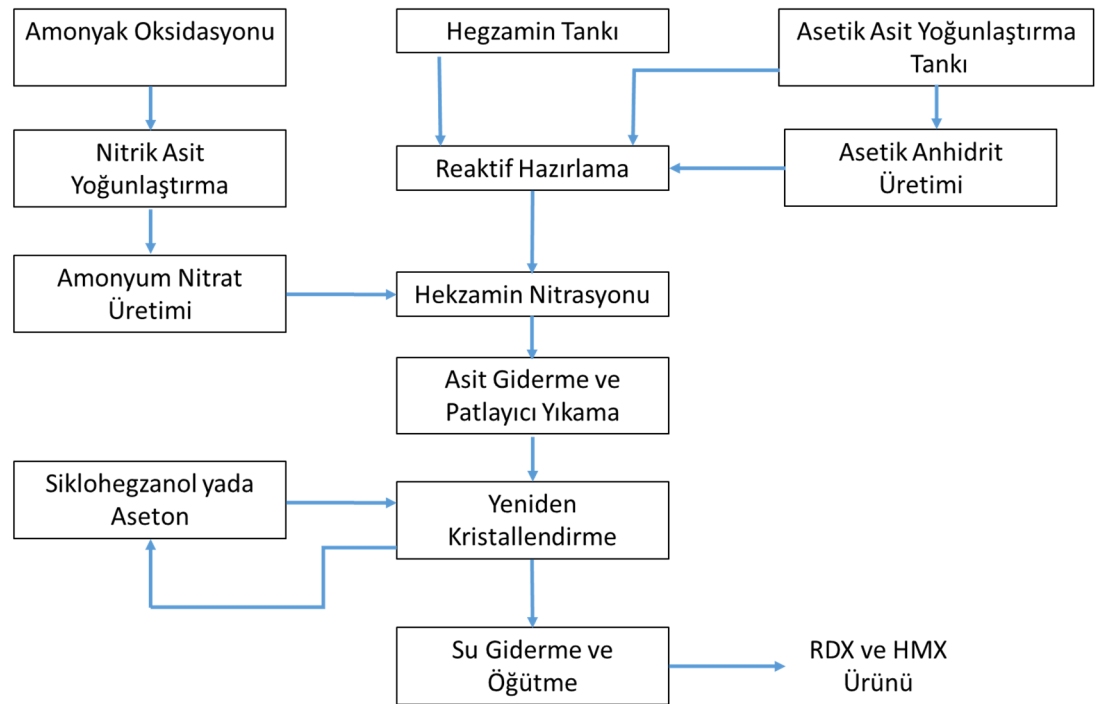 Amonyak Oksidasyonu
Hegzamin Tankı
Asetik Asit Yoğunlaştırma
Tankı
Nitrik Asit
Yoğunlaştırma
Reaktif Hazırlama
Asetik Anhidrit
Üretimi
Amonyum Nitrat
Üretimi
Hekzamin Nitrasyonu
Asit Giderme ve
Patlayıcı Yıkama
Siklohegzanol yada
Aseton
Yeniden
Kristallendirme
Su Giderme ve
Öğütme
RDX ve HMX
Ürünü